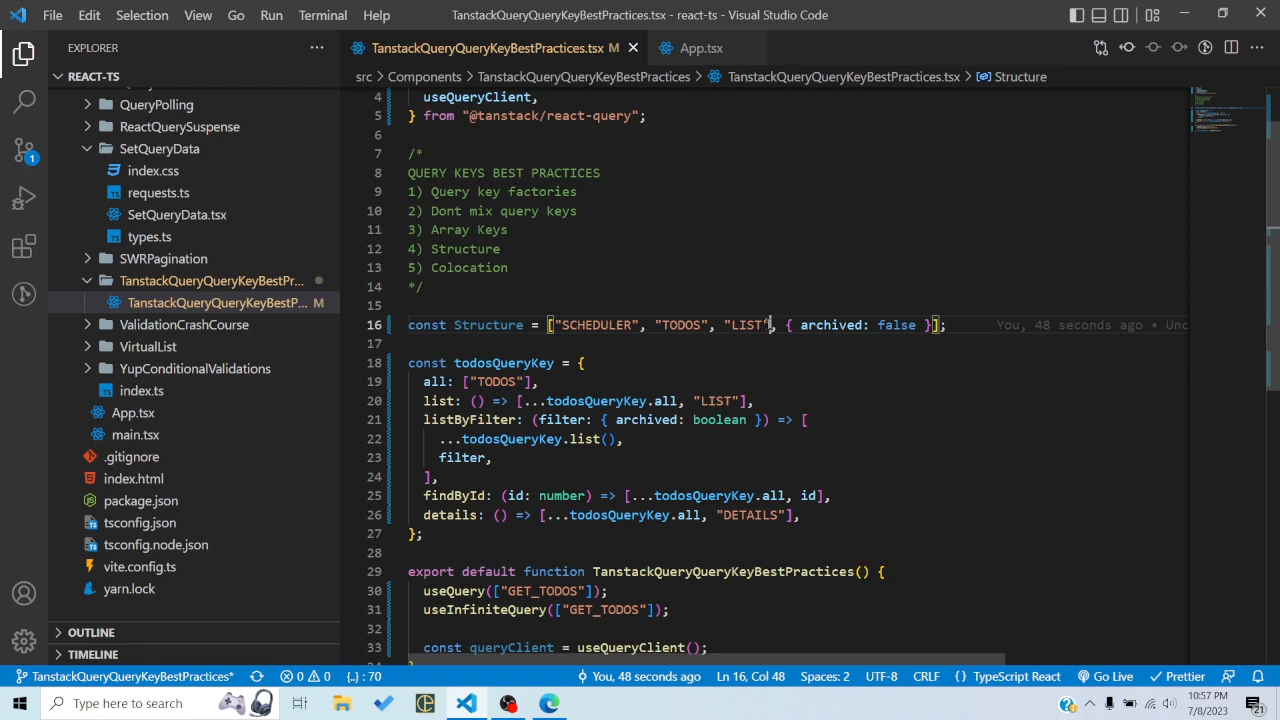 File Edit Selection View Go Run Terminal Help TanstackQueryQueryKeyBestPractices.tsx - react-ts - Visual Studio Code
EXPLORER
TanstackQueryQueryKeyBestPractices.tsx M
App.tsx
REACT-TS
src > Components > TanstackQueryQueryKeyBestPractices > TanstackQueryQueryKeyBestPractices.tsx > Structure
QueryPolling
ReactQuerySuspense
SetQueryData
index.css
requests.ts
SetQueryData.tsx
types.ts
SWRPagination
TanstackQueryQueryKeyBestPr...
TanstackQueryQueryKeyBestP... M
ValidationCrashCourse
VirtualList
YupConditionalValidations
index.ts
App.tsx
main.tsx
.gitignore
index.html
package.json
tsconfig.json
tsconfig.node.json
vite.config.ts
yarn.lock
OUTLINE
TIMELINE
4 useQueryClient,
5 } from "@tanstack/react-query";
6
7 /*
8 QUERY KEYS BEST PRACTICES
9 1) Query key factories
10 2) Dont mix query keys
11 3) Array Keys
12 4) Structure
13 5) Colocation
14 */
15
16 const Structure = ["SCHEDULER", "TODOS", "LIST", { archived: false }]; You, 48 seconds ago • Unc
17
18 const todosQueryKey = {
19 all: ["TODOS"],
20 list: () => [...todosQueryKey.all, "LIST"],
21 listByFilter: (filter: { archived: boolean }) => [
22 ...todosQueryKey.list(),
23 filter,
24 ],
25 findById: (id: number) => [...todosQueryKey.all, id],
26 details: () => [...todosQueryKey.all, "DETAILS"],
27 };
28
29 export default function TanstackQueryQueryKeyBestPractices() {
30 useQuery(["GET_TODOS"]);
31 useInfiniteQuery(["GET_TODOS"]);
32
33 const queryClient = useQueryClient();
TanstackQueryQueryKeyBestPractices* 0 0 {..} : 70 You, 48 seconds ago Ln 16, Col 48 Spaces: 2 UTF-8 CRLF {} TypeScript React Go Live Prettier
Type here to search
10:57 PM
7/8/2023
21